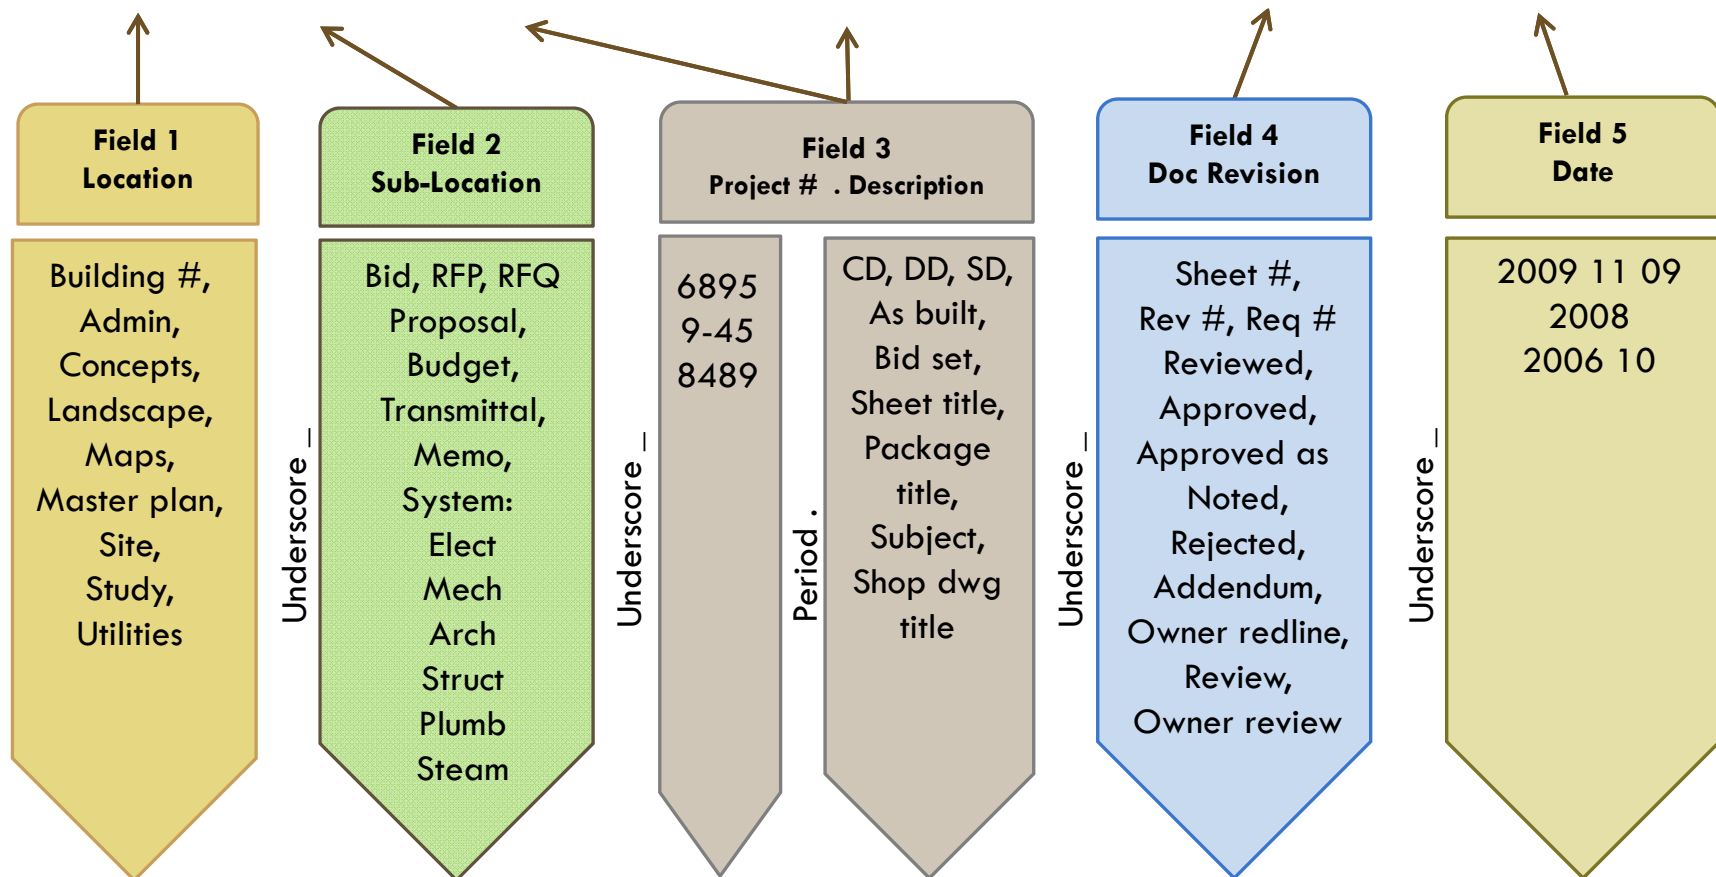 Field 1
Location
Building #,
Admin,
Concepts,
Landscape,
Maps,
Master plan,
Site,
Study,
Utilities
Underscore _
Field 2
Sub-Location
Bid, RFP, RFQ
Proposal,
Budget,
Transmittal,
Memo,
System:
Elect
Mech
Arch
Struct
Plumb
Steam
Underscore _
Field 3
Project # . Description
6895
9-45
8489
Period .
CD, DD, SD,
As built,
Bid set,
Sheet title,
Package
title,
Subject,
Shop dwg
title
Underscore _
Field 4
Doc Revision
Sheet #,
Rev #, Req #
Reviewed,
Approved,
Approved as
Noted,
Rejected,
Addendum,
Owner redline,
Review,
Owner review
Underscore _
Field 5
Date
2009 11 09
2008
2006 10